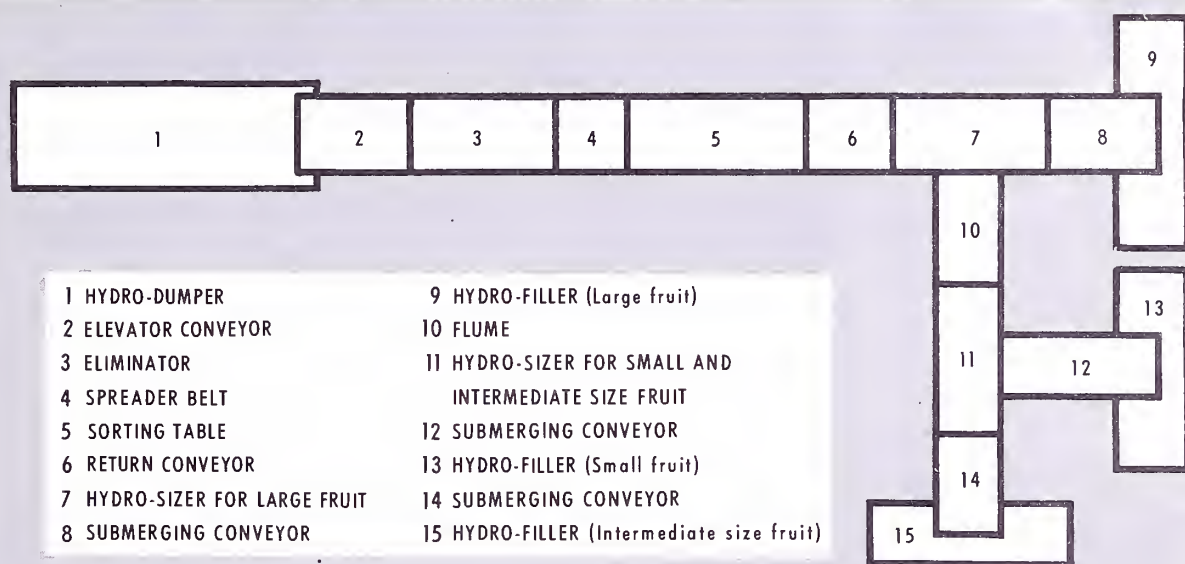 1
2
3
4
5
6
7
8
9
10
11
12
13
14
15
1 HYDRO-DUMPER
2 ELEVATOR CONVEYOR
3 ELIMINATOR
4 SPREADER BELT
5 SORTING TABLE
6 RETURN CONVEYOR
7 HYDRO-SIZER FOR LARGE FRUIT
8 SUBMERGING CONVEYOR
9 HYDRO-FILLER (Large fruit)
10 FLUME
11 HYDRO-SIZER FOR SMALL AND
INTERMEDIATE SIZE FRUIT
12 SUBMERGING CONVEYOR
13 HYDRO-FILLER (Small fruit)
14 SUBMERGING CONVEYOR
15 HYDRO-FILLER (Intermediate size fruit)